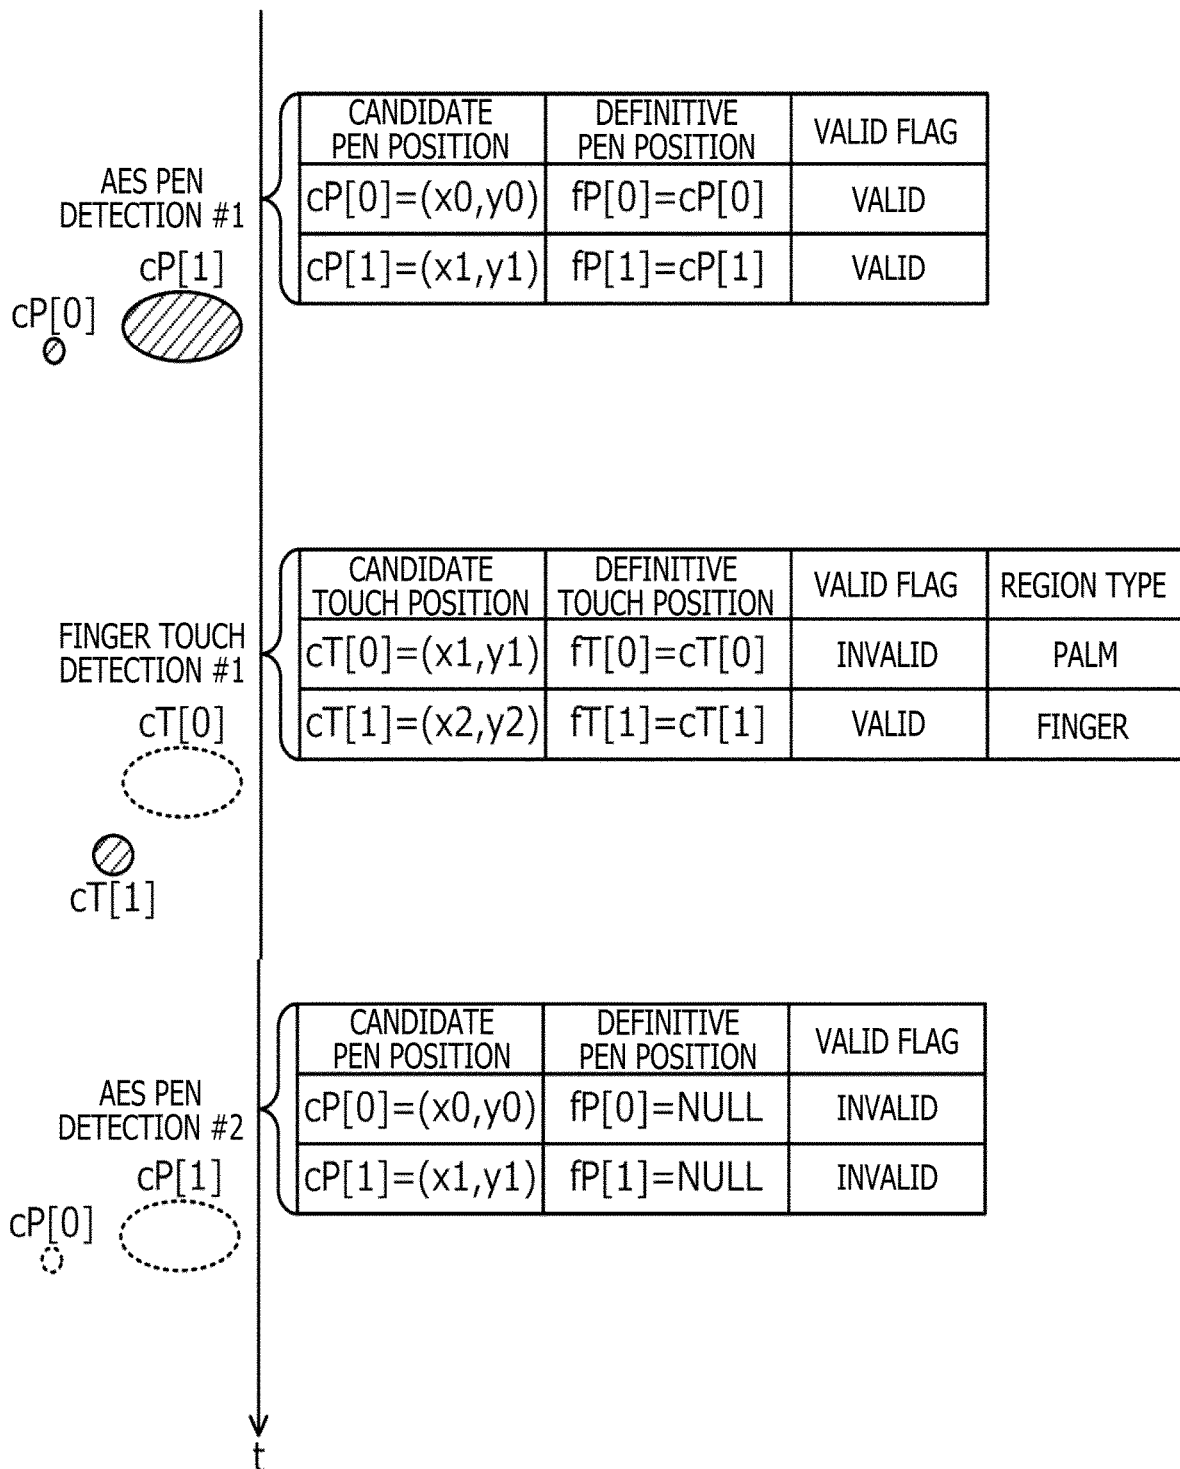 CANDIDATE
PEN POSITION
DEFINITIVE
PEN POSITION
VALID FLAG
AES PEN
DETECTION #1
cP[0]=(x0,y0)
fP[0]=cP[0]
VALID
cP[1]=(x1,y1)
fP[1]=cP[1]
VALID
cP[1]
cP[0]
CANDIDATE
TOUCH POSITION
DEFINITIVE
TOUCH POSITION
VALID FLAG
REGION TYPE
FINGER TOUCH
DETECTION #1
cT[0]=(x1,y1)
fT[0]=cT[0]
INVALID
PALM
cT[1]=(x2,y2)
fT[1]=cT[1]
VALID
FINGER
cT[0]
cT[1]
CANDIDATE
PEN POSITION
DEFINITIVE
PEN POSITION
VALID FLAG
AES PEN
DETECTION #2
cP[0]=(x0,y0)
fP[0]=NULL
INVALID
cP[1]=(x1,y1)
fP[1]=NULL
INVALID
cP[1]
cP[0]
t